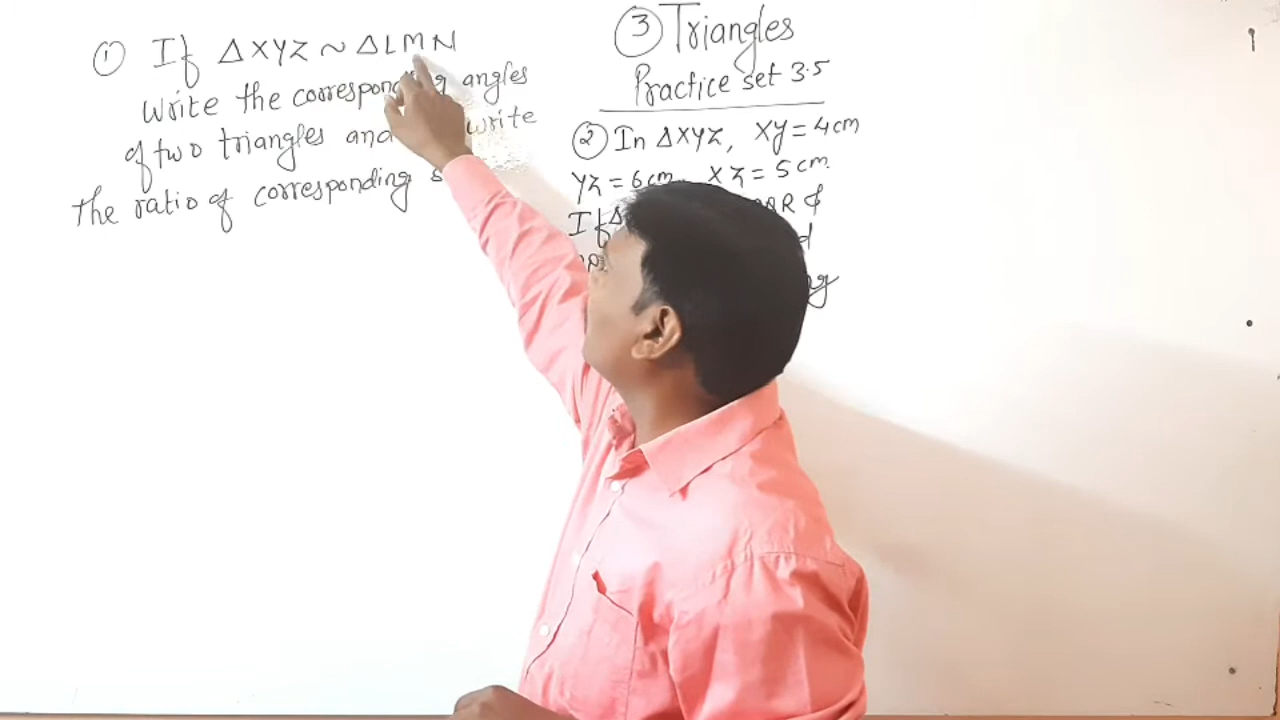 ① If △XYZ ~ △LMN
Write the corresponding angles
of two triangles and write
The ratio of corresponding
③ Triangles
Practice set 3.5
② In △XYZ, XY = 4cm
YZ = 6cm XZ = 5cm
If